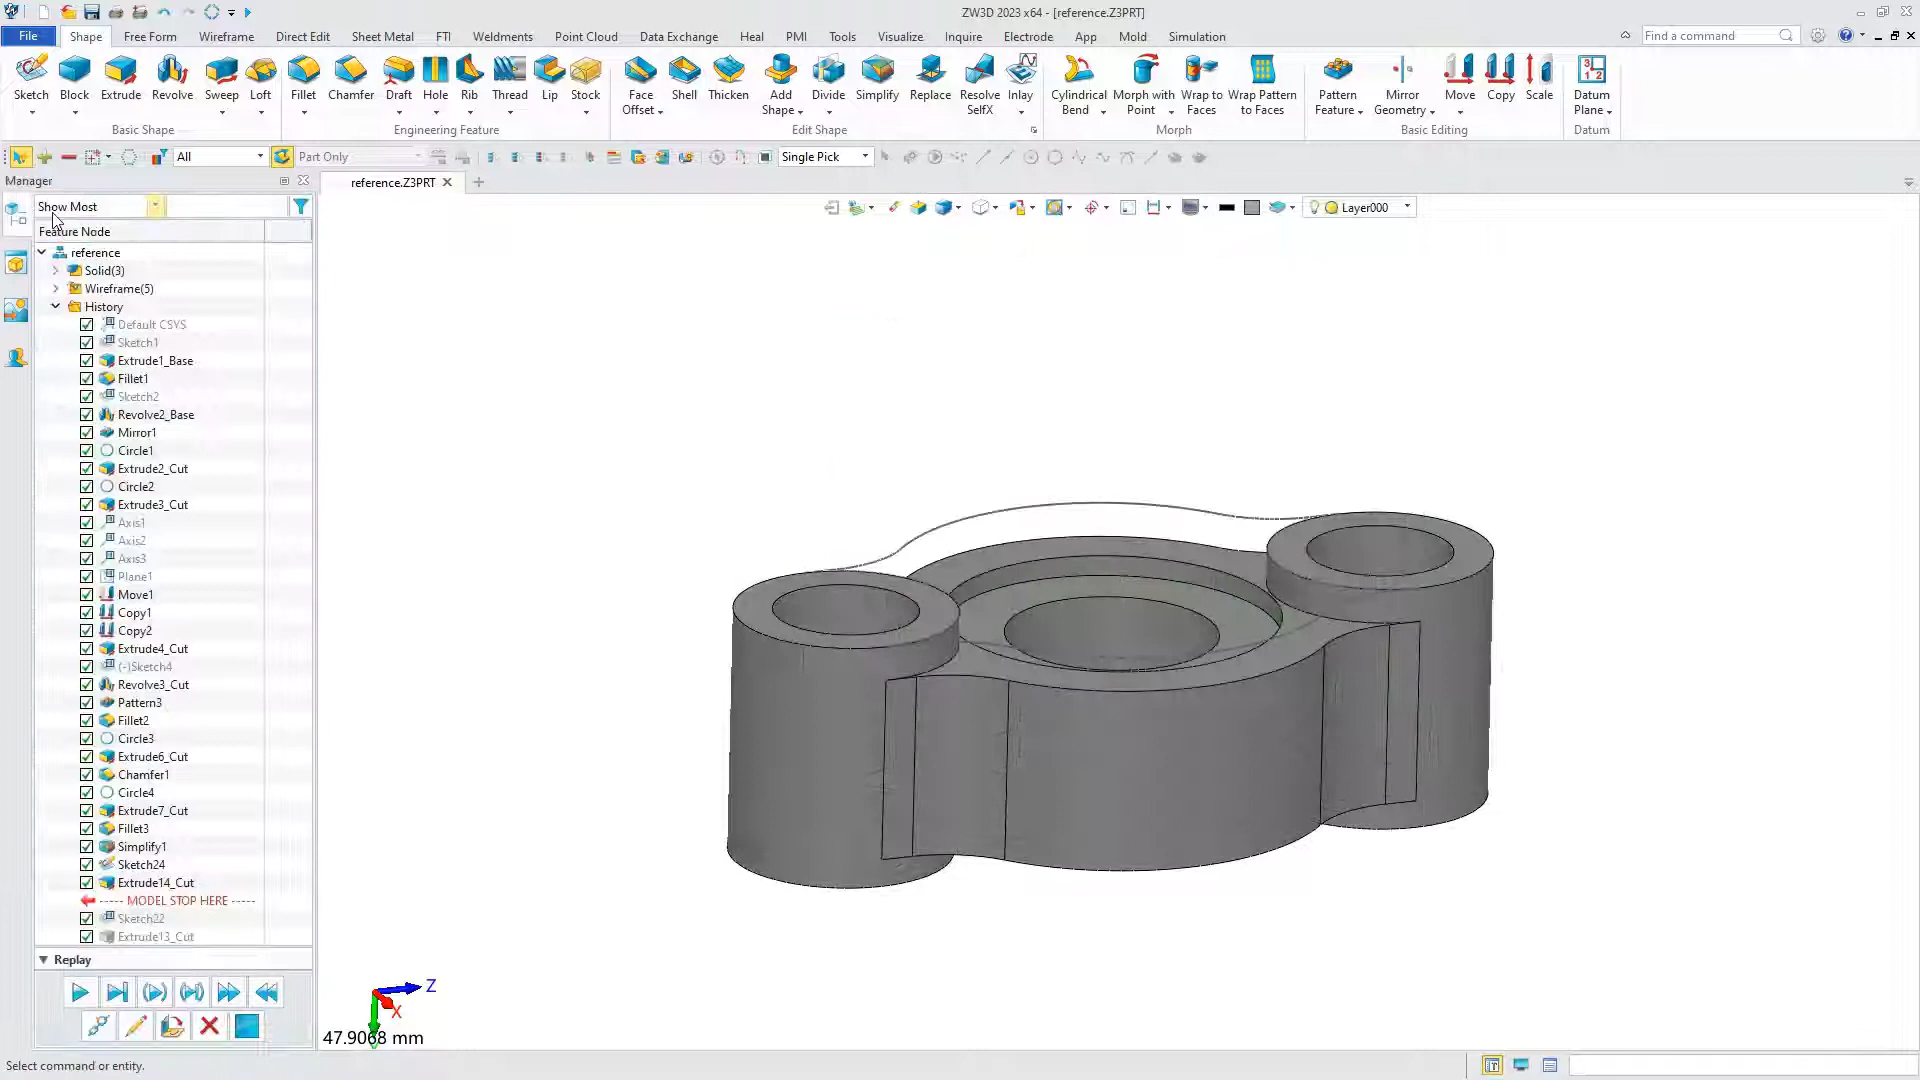 ZW3D 2023 x64 - [reference.Z3PRT]
File Shape Free Form Wireframe Direct Edit Sheet Metal FTI Weldments Point Cloud Data Exchange Heal PMI Tools Visualize Inquire Electrode App Mold Simulation Find a command
Sketch Block Extrude Revolve Sweep Loft Fillet Chamfer Draft Hole Rib Thread Lip Stock Face Offset Shell Thicken Add Shape Divide Simplify Replace Resolve SelfX Inlay Cylindrical Bend Morph with Point Wrap to Faces Wrap Pattern to Faces Pattern Feature Mirror Geometry Move Copy Scale Datum Plane
Basic Shape Engineering Feature Edit Shape Morph Basic Editing Datum
All Part Only Single Pick
Manager reference.Z3PRT
Show Most Layer000
Feature Node
reference
Solid(3)
Wireframe(5)
History
Default CSYS
Sketch1
Extrude1_Base
Fillet1
Sketch2
Revolve2_Base
Mirror1
Circle1
Extrude2_Cut
Circle2
Extrude3_Cut
Axis1
Axis2
Axis3
Plane1
Move1
Copy1
Copy2
Extrude4_Cut
(-)Sketch4
Revolve3_Cut
Pattern3
Fillet2
Circle3
Extrude6_Cut
Chamfer1
Circle4
Extrude7_Cut
Fillet3
Simplify1
Sketch24
Extrude14_Cut
----- MODEL STOP HERE -----
Sketch22
Extrude13_Cut
Replay
Z
X
47.9068 mm
Select command or entity.